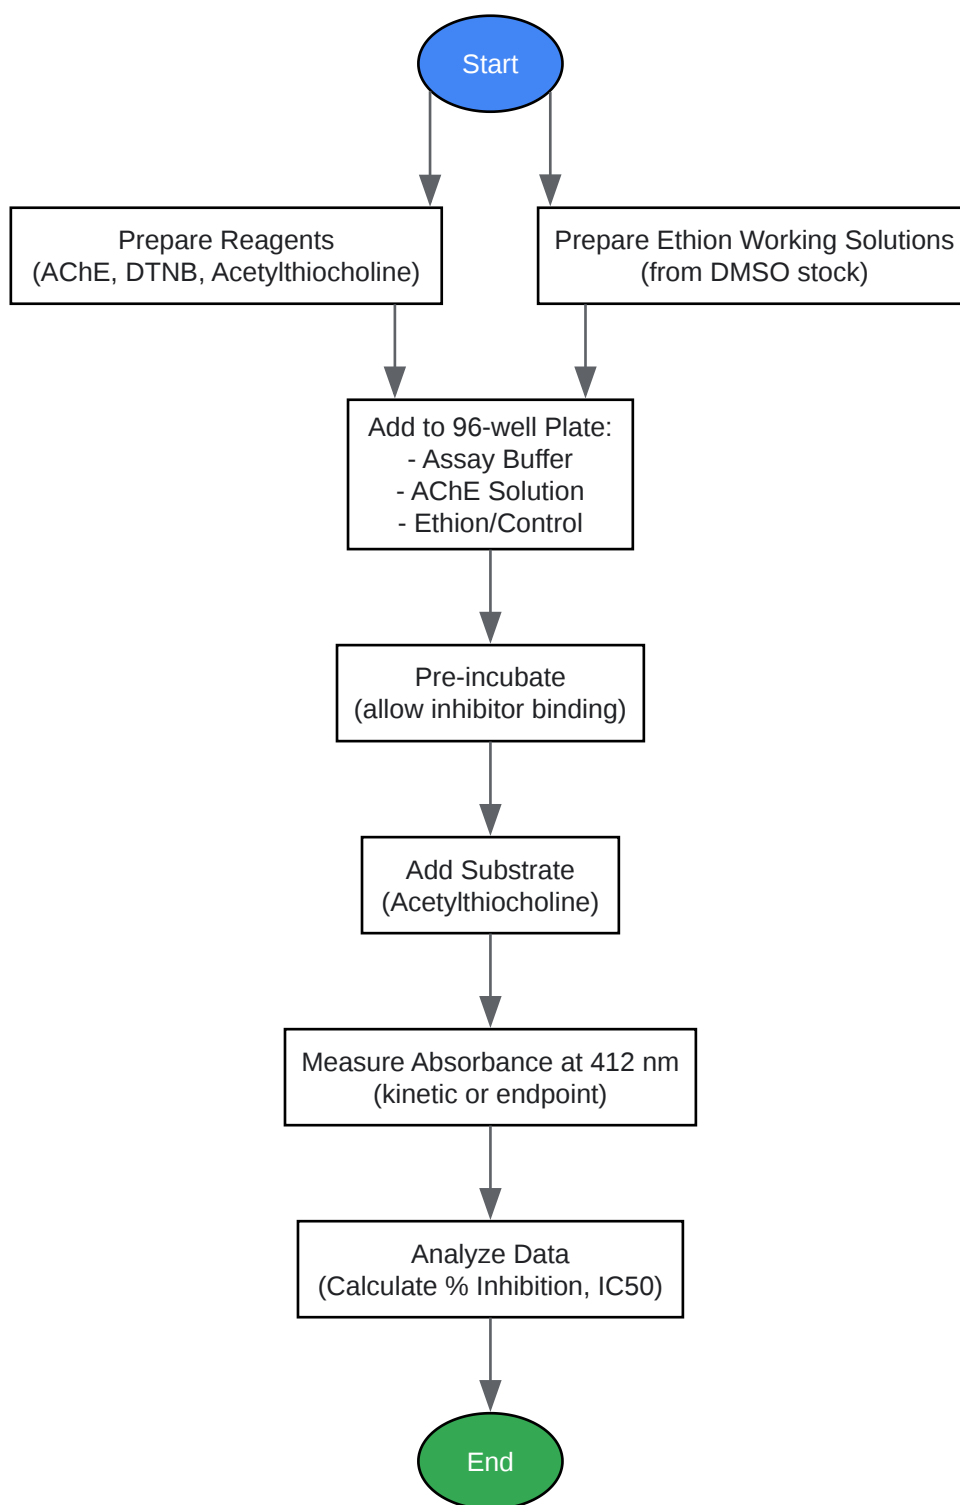 Start
Prepare Reagents
(AChE, DTNB, Acetylthiocholine)
Prepare Ethion Working Solutions
(from DMSO stock)
Add to 96-well Plate:
- Assay Buffer
- AChE Solution
- Ethion/Control
Pre-incubate
(allow inhibitor binding)
Add Substrate
(Acetylthiocholine)
Measure Absorbance at 412 nm
(kinetic or endpoint)
Analyze Data
(Calculate % Inhibition, IC50)
End